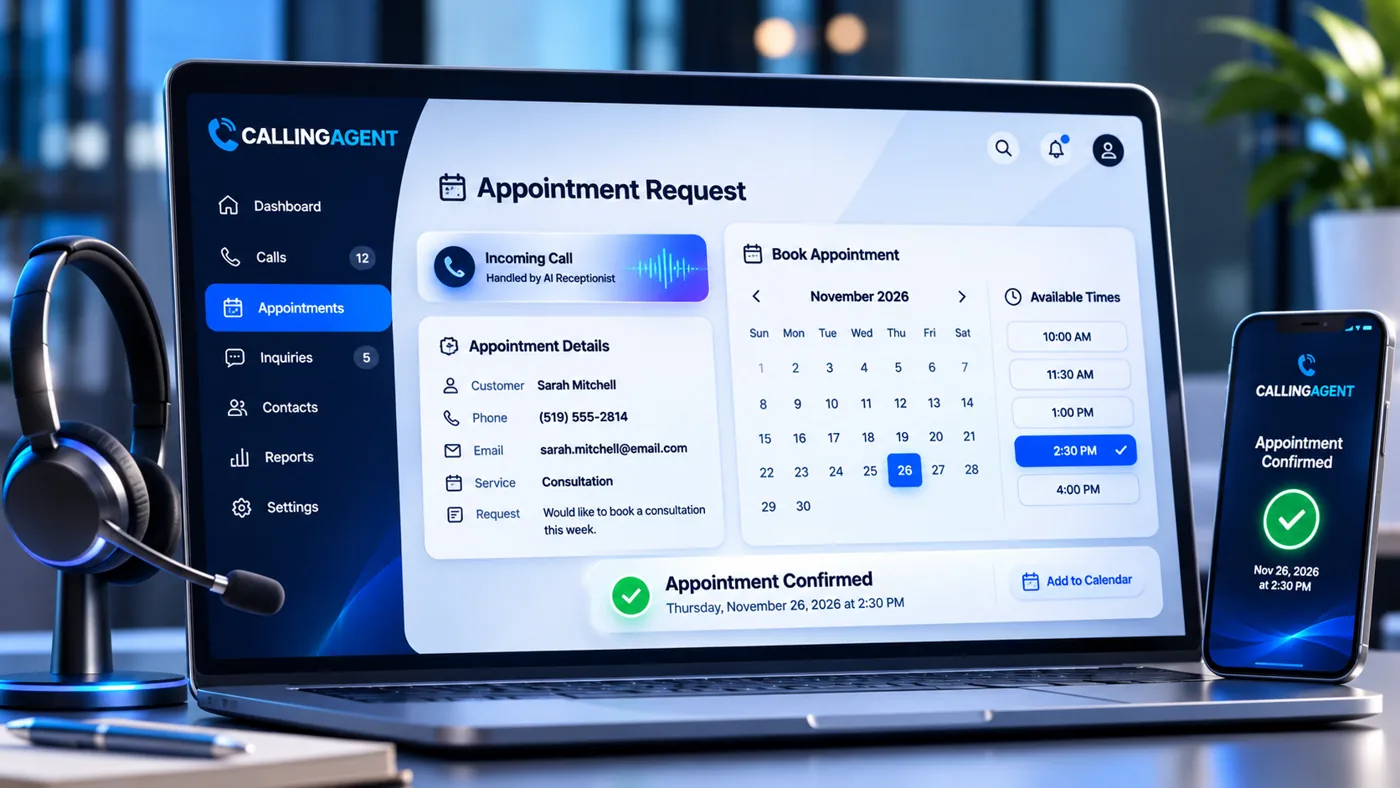 CALLINGAGENT
Dashboard
Calls 12
Appointments
Inquiries 5
Contacts
Reports
Settings
Appointment Request
Incoming Call
Handled by AI Receptionist
Appointment Details
Customer Sarah Mitchell
Phone (519) 555-2814
Email sarah.mitchell@email.com
Service Consultation
Request Would like to book a consultation
this week.
Book Appointment
November 2026
Sun Mon Tue Wed Thu Fri Sat
1 2 3 4 5 6 7
8 9 10 11 12 13 14
15 16 17 18 19 20 21
22 23 24 25 26 27 28
29 30
Available Times
10:00 AM
11:30 AM
1:00 PM
2:30 PM
4:00 PM
Appointment Confirmed
Thursday, November 26, 2026 at 2:30 PM
Add to Calendar
CALLINGAGENT
Appointment
Confirmed
Nov 26, 2026
at 2:30 PM